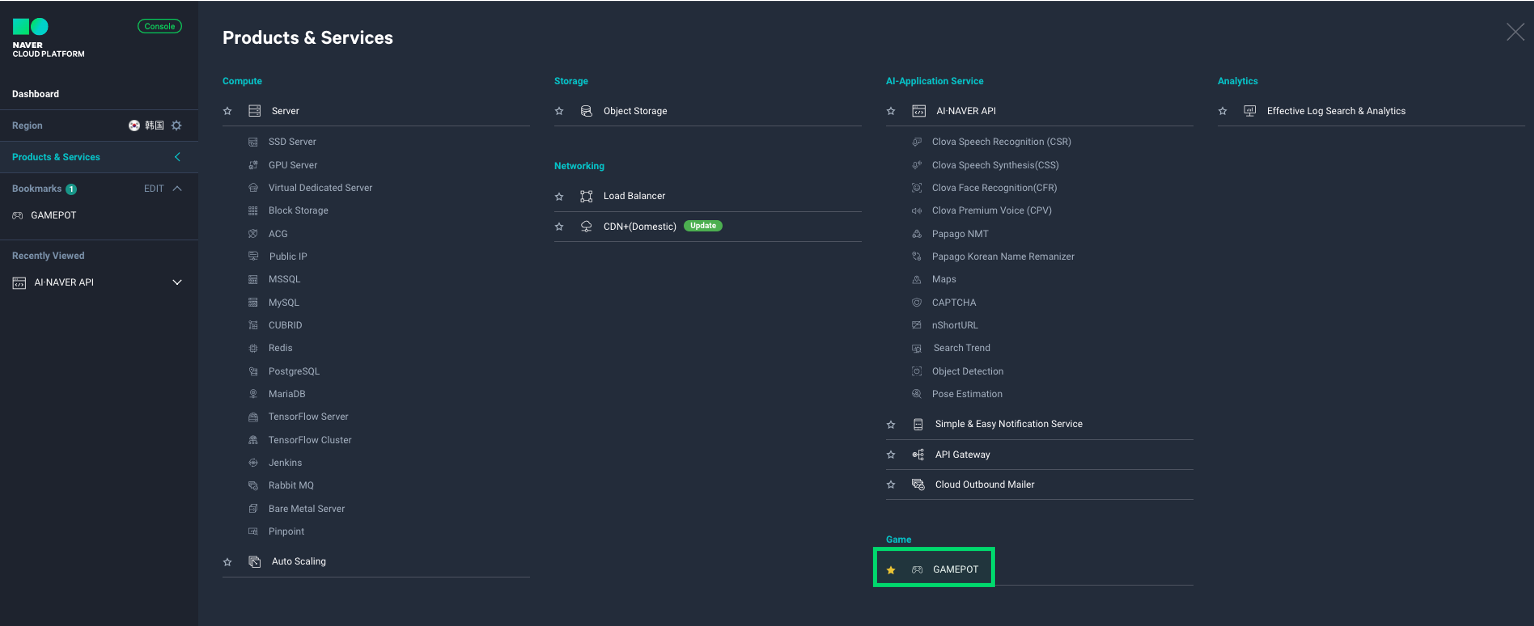 NAVER
CLOUD PLATFORM
Console
Dashboard
Region 韩国
Products & Services
Bookmarks 1 EDIT
GAMEPOT
Recently Viewed
AI·NAVER API
Products & Services
Compute
Server
SSD Server
GPU Server
Virtual Dedicated Server
Block Storage
ACG
Public IP
MSSQL
MySQL
CUBRID
Redis
PostgreSQL
MariaDB
TensorFlow Server
TensorFlow Cluster
Jenkins
Rabbit MQ
Bare Metal Server
Pinpoint
Auto Scaling
Storage
Object Storage
Networking
Load Balancer
CDN+(Domestic) Update
AI·Application Service
AI·NAVER API
Clova Speech Recognition (CSR)
Clova Speech Synthesis(CSS)
Clova Face Recognition(CFR)
Clova Premium Voice (CPV)
Papago NMT
Papago Korean Name Remanizer
Maps
CAPTCHA
nShortURL
Search Trend
Object Detection
Pose Estimation
Simple & Easy Notification Service
API Gateway
Cloud Outbound Mailer
Game
GAMEPOT
Analytics
Effective Log Search & Analytics